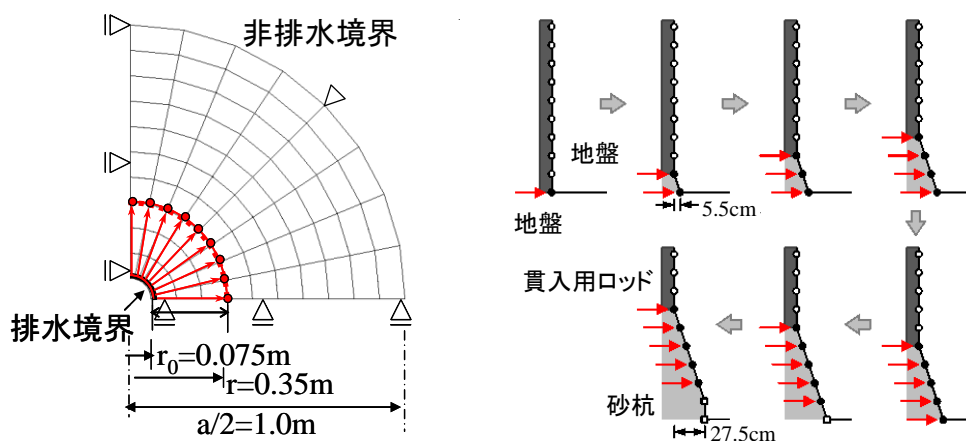 非排水境界
排水境界
r0=0.075m
r=0.35m
a/2=1.0m
地盤
地盤
5.5cm
貫入用ロッド
砂杭
27.5cm